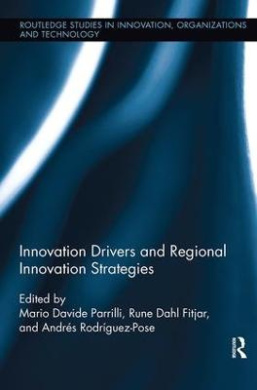 ROUTLEDGE STUDIES IN INNOVATION, ORGANIZATIONS
AND TECHNOLOGY
Innovation Drivers and Regional
Innovation Strategies
Edited by
Mario Davide Parrilli, Rune Dahl Fitjar,
and Andrés Rodríguez-Pose
ROUTLEDGE